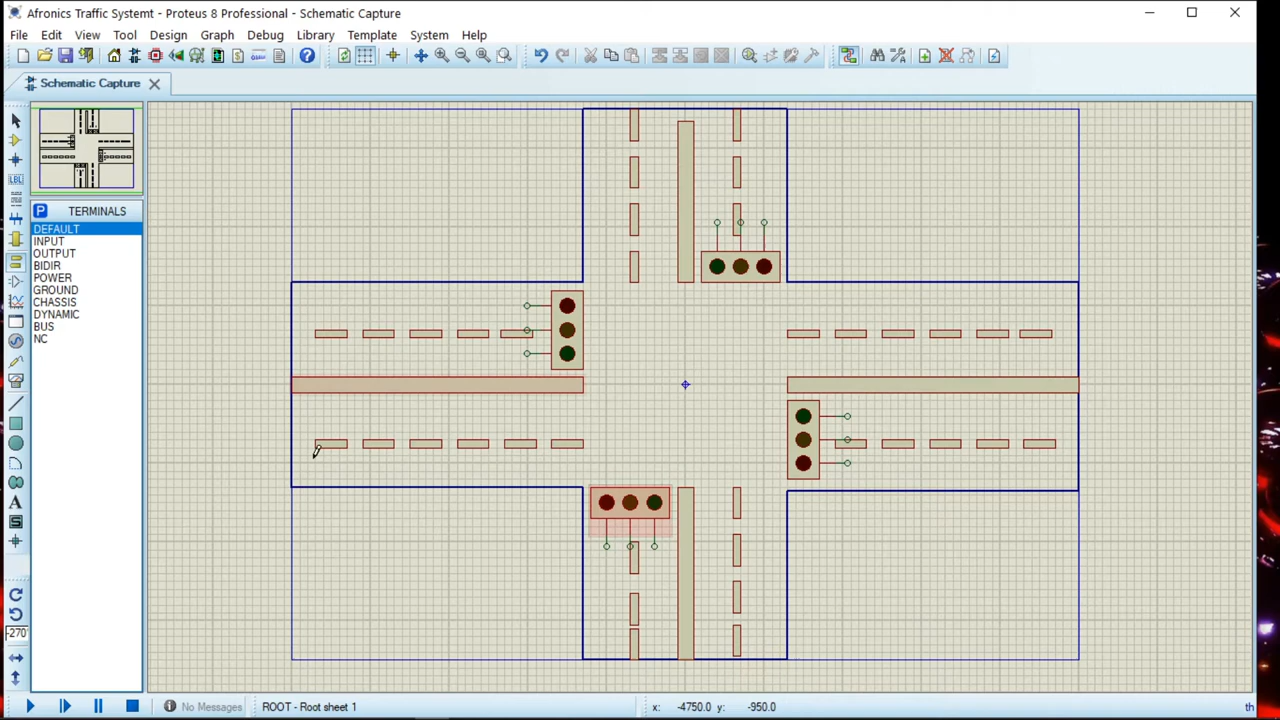 Afronics Traffic Systemt - Proteus 8 Professional - Schematic Capture
File Edit View Tool Design Graph Debug Library Template System Help
Schematic Capture
LBL
P TERMINALS
DEFAULT
INPUT
OUTPUT
BIDIR
POWER
GROUND
CHASSIS
DYNAMIC
BUS
NC
A
S
-270
No Messages ROOT - Root sheet 1 x: -4750.0 y: -950.0 th